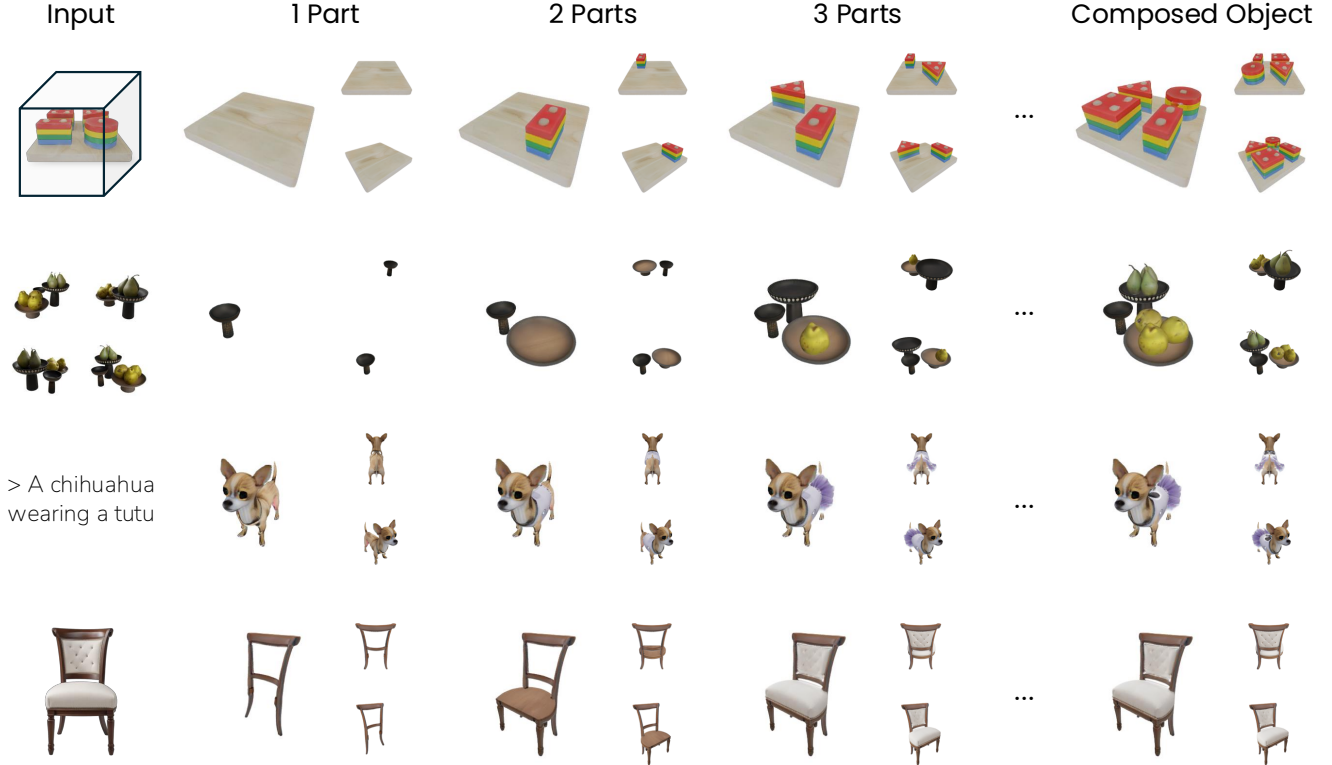 Input
1 Part
2 Parts
3 Parts
Composed Object
...
...
> A chihuahua
wearing a tutu
...
...